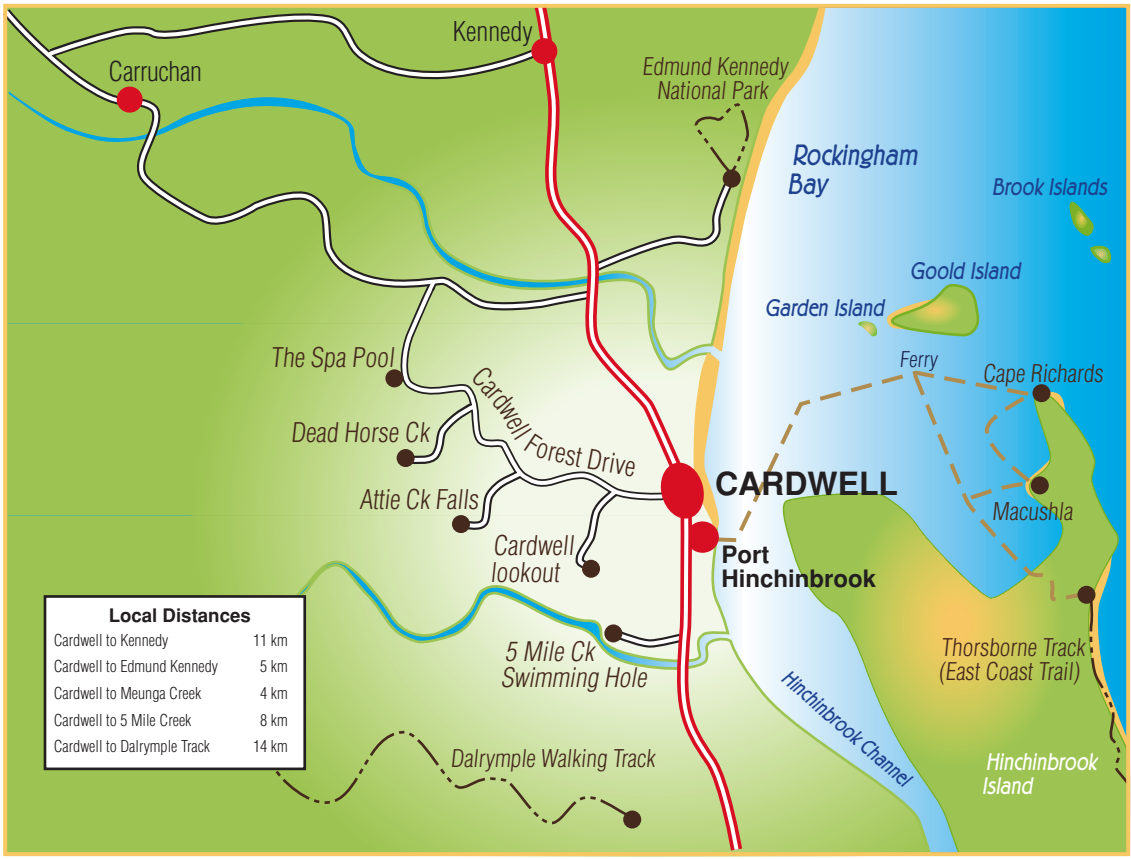 Kennedy
Carruchan
Edmund Kennedy
National Park
Rockingham
Bay
Brook Islands
Goold Island
Garden Island
Ferry
Cape Richards
The Spa Pool
Cardwell Forest Drive
Dead Horse Ck
Attie Ck Falls
CARDWELL
Macushla
Cardwell
lookout
Port
Hinchinbrook
Local Distances
Cardwell to Kennedy 11 km
Cardwell to Edmund Kennedy 5 km
Cardwell to Meunga Creek 4 km
Cardwell to 5 Mile Creek 8 km
Cardwell to Dalrymple Track 14 km
5 Mile Ck
Swimming Hole
Thorsborne Track
(East Coast Trail)
Hinchinbrook Channel
Dalrymple Walking Track
Hinchinbrook
Island